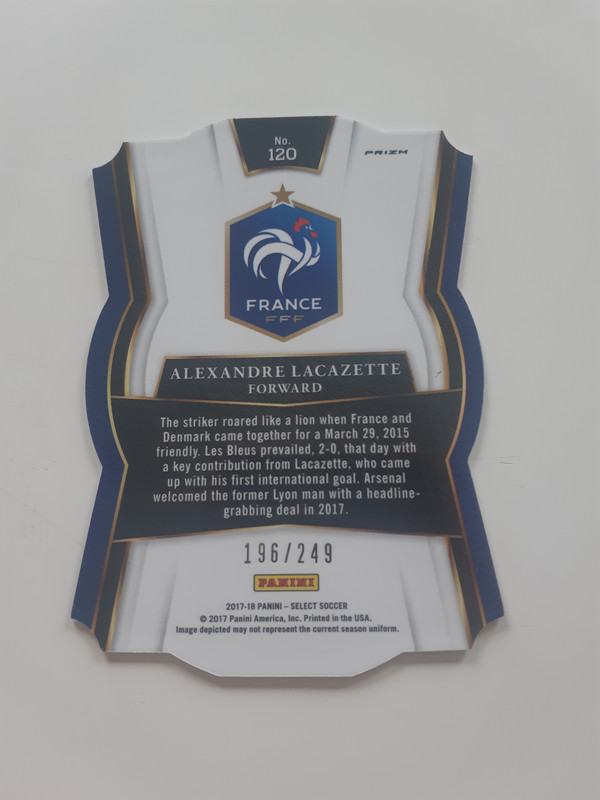 No.
120
PRIZM
FRANCE
FFF
ALEXANDRE LACAZETTE
FORWARD
The striker roared like a lion when France and
Denmark came together for a March 29, 2015
friendly. Les Bleus prevailed, 2-0, that day with
a key contribution from Lacazette, who came
up with his first international goal. Arsenal
welcomed the former Lyon man with a headline-
grabbing deal in 2017.
196/249
PANINI
2017-18 PANINI – SELECT SOCCER
© 2017 Panini America, Inc. Printed in the USA.
Image depicted may not represent the current season uniform.